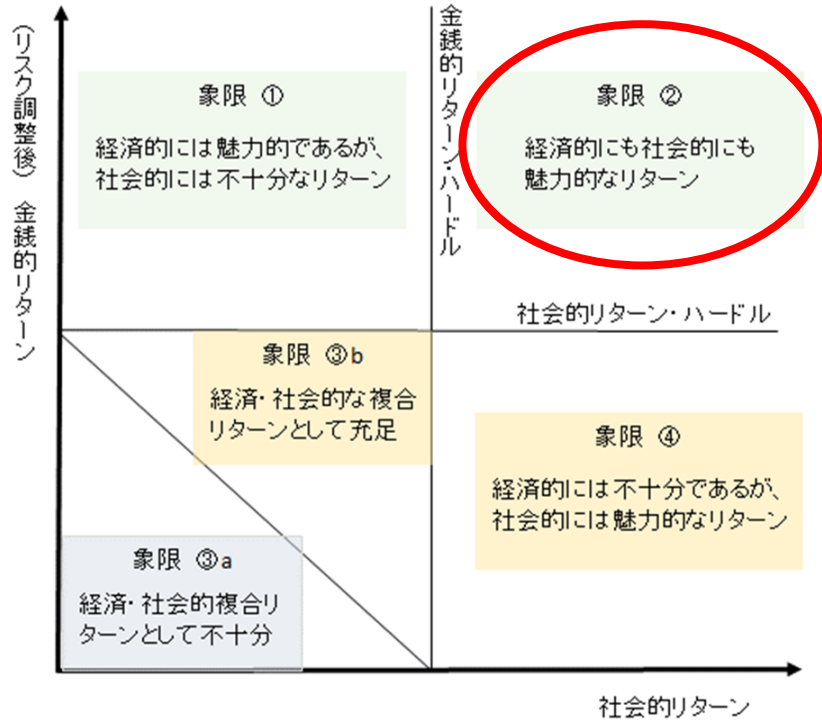 (リスク調整後) 金銭的リターン
金銭的リターン・ハードル
象限 ①
経済的には魅力的であるが、
社会的には不十分なリターン
象限 ②
経済的にも社会的にも
魅力的なリターン
社会的リターン・ハードル
象限 ③b
経済・社会的な複合
リターンとして充足
象限 ④
経済的には不十分であるが、
社会的には魅力的なリターン
象限 ③a
経済・社会的複合リ
ターンとして不十分
社会的リターン